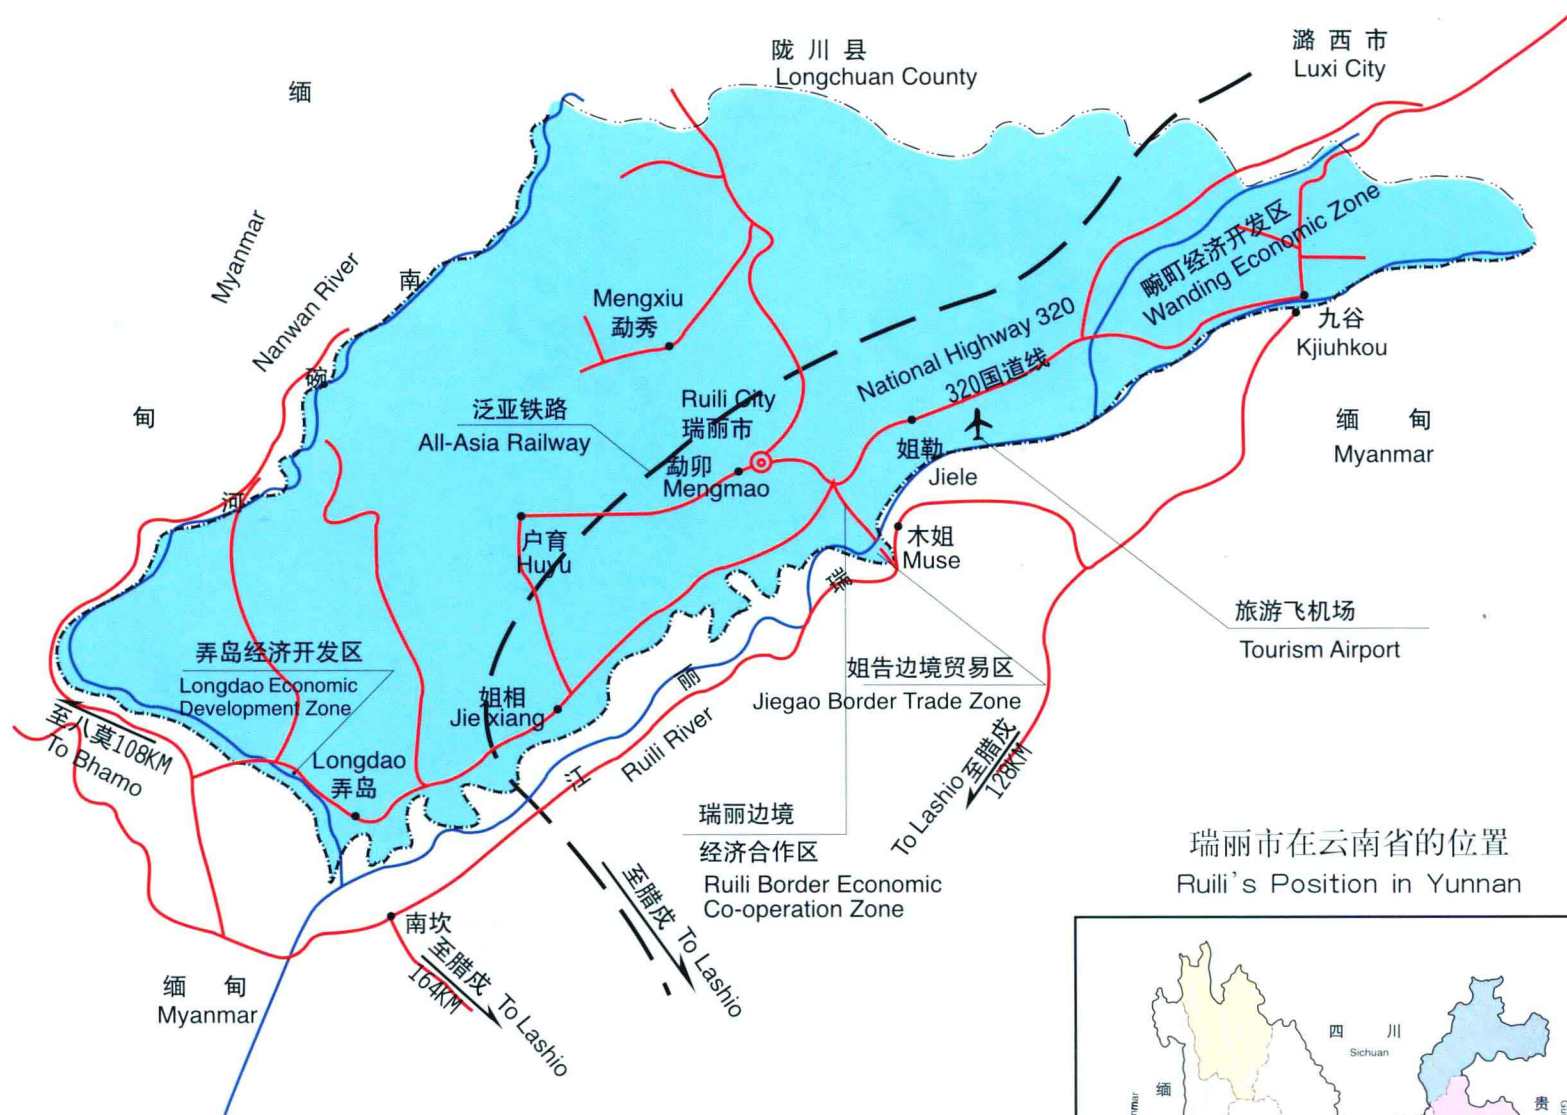 陇川县
Longchuan County
潞西市
Luxi City
缅
甸
Myanmar
Nanwan River
南
碗
河
Mengxiu
勐秀
泛亚铁路
All-Asia Railway
Ruili City
瑞丽市
勐卯
Mengmao
National Highway 320
320国道线
畹町经济开发区
Wanding Economic Zone
九谷
Kjiuhkou
缅甸
Myanmar
姐勒
Jiele
户育
Huyu
木姐
Muse
旅游飞机场
Tourism Airport
弄岛经济开发区
Longdao Economic
Development Zone
姐相
Jie xiang
姐告边境贸易区
Jiegao Border Trade Zone
瑞
丽
江
Ruili River
至八莫108KM
To Bhamo
Longdao
弄岛
To Lashio 至腊戌
128KM
瑞丽边境
经济合作区
Ruili Border Economic
Co-operation Zone
至腊戌 To Lashio
南坎
至腊戌 To Lashio
164KM
缅甸
Myanmar
瑞丽市在云南省的位置
Ruili's Position in Yunnan
四川
Sichuan
缅
贵